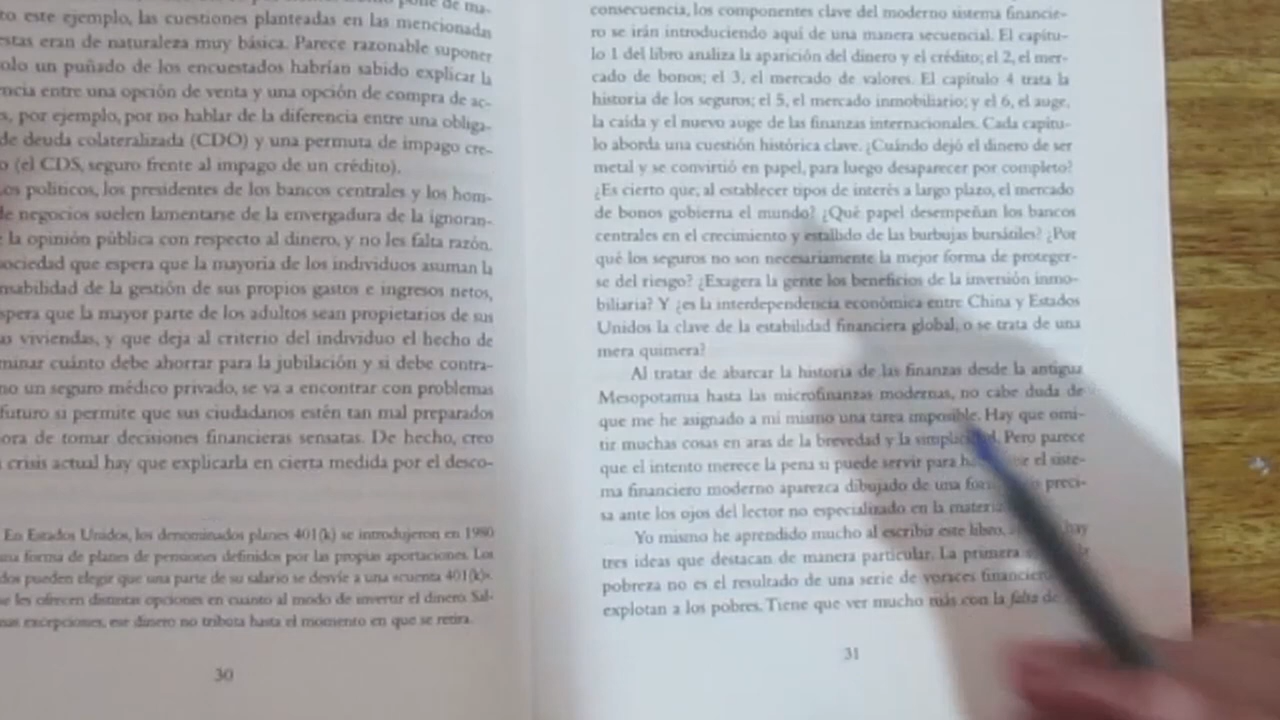 to este ejemplo, las cuestiones planteadas en las mencionadas
estas eran de naturaleza muy básica. Parece razonable suponer
olo un puñado de los encuestados habrían sabido explicar la
encia entre una opción de venta y una opción de compra de ac-
s, por ejemplo, por no hablar de la diferencia entre una obliga-
de deuda colateralizada (CDO) y una permuta de impago cre-
o (el CDS, seguro frente al impago de un crédito).
os políticos, los presidentes de los bancos centrales y los hom-
de negocios suelen lamentarse de la envergadura de la ignoran-
la opinión pública con respecto al dinero, y no les falta razón.
sociedad que espera que la mayoría de los individuos asuman la
nsabilidad de la gestión de sus propios gastos e ingresos netos,
spera que la mayor parte de los adultos sean propietarios de sus
as viviendas, y que deja al criterio del individuo el hecho de
minar cuánto debe ahorrar para la jubilación y si debe contra-
no un seguro médico privado, se va a encontrar con problemas
futuro si permite que sus ciudadanos estén tan mal preparados
ora de tomar decisiones financieras sensatas. De hecho, creo
crisis actual hay que explicarla en cierta medida por el desco-
En Estados Unidos, los denominados planes 401(k) se introdujeron en 1980
una forma de planes de pensiones definidos por las propias aportaciones. Los
dos pueden elegir que una parte de su salario se desvíe a una «cuenta 401(k)»,
se les ofrecen distintas opciones en cuanto al modo de invertir el dinero. Sal-
nas excepciones, ese dinero no tributa hasta el momento en que se retira.
30
consecuencia, los componentes clave del moderno sistema financie-
ro se irán introduciendo aquí de una manera secuencial. El capítu-
lo 1 del libro analiza la aparición del dinero y el crédito; el 2, el mer-
cado de bonos; el 3, el mercado de valores. El capítulo 4 trata la
historia de los seguros; el 5, el mercado inmobiliario; y el 6, el auge,
la caída y el nuevo auge de las finanzas internacionales. Cada capítu-
lo aborda una cuestión histórica clave. ¿Cuándo dejó el dinero de ser
metal y se convirtió en papel, para luego desaparecer por completo?
¿Es cierto que, al establecer tipos de interés a largo plazo, el mercado
de bonos gobierna el mundo? ¿Qué papel desempeñan los bancos
centrales en el crecimiento y estallido de las burbujas bursátiles? ¿Por
qué los seguros no son necesariamente la mejor forma de proteger-
se del riesgo? ¿Exagera la gente los beneficios de la inversión inmo-
biliaria? Y ¿es la interdependencia económica entre China y Estados
Unidos la clave de la estabilidad financiera global, o se trata de una
mera quimera?
Al tratar de abarcar la historia de las finanzas desde la antigua
Mesopotamia hasta las microfinanzas modernas, no cabe duda de
que me he asignado a mí mismo una tarea imposible. Hay que omi-
tir muchas cosas en aras de la brevedad y la simplicidad. Pero parece
que el intento merece la pena si puede servir para el siste-
ma financiero moderno aparezca dibujado de una preci-
sa ante los ojos del lector no especializado en la materia
Yo mismo he aprendido mucho al escribir este libro, hay
tres ideas que destacan de manera particular. La primera
pobreza no es el resultado de una serie de voraces
explotan a los pobres. Tiene que ver mucho más con la falta de
31